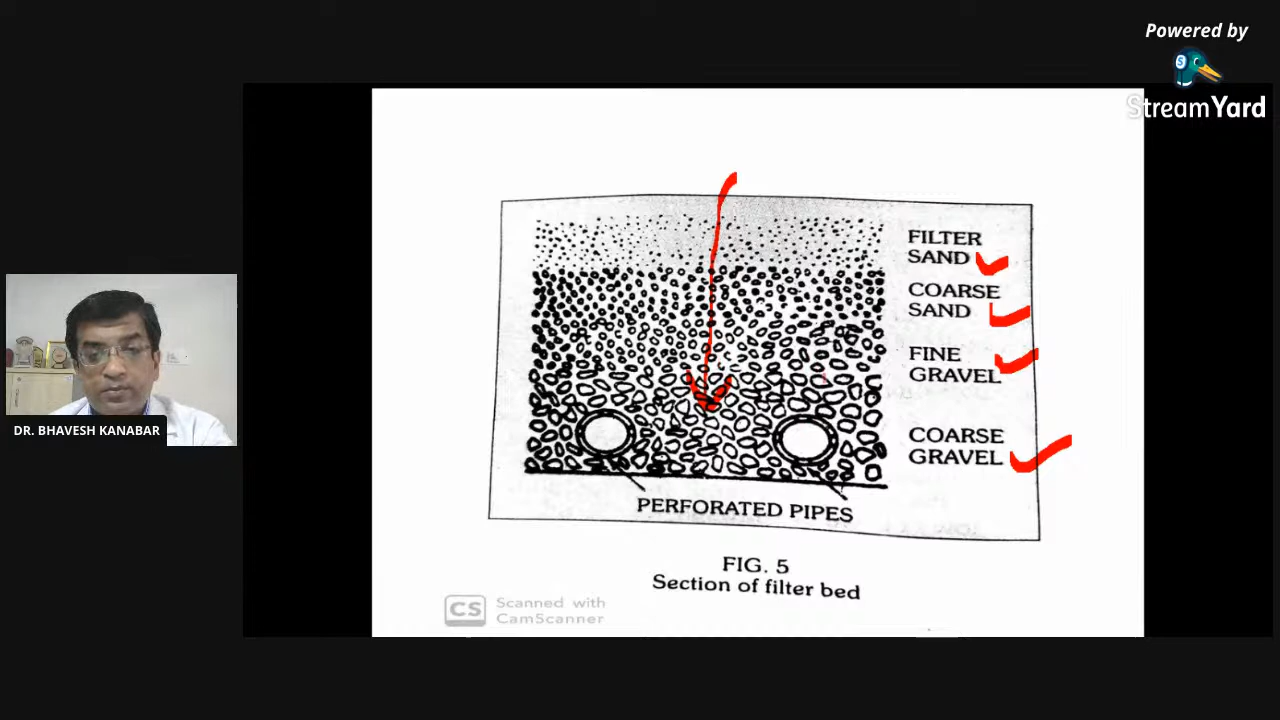 Powered by
StreamYard
FILTER
SAND
COARSE
SAND
FINE
GRAVEL
COARSE
GRAVEL
PERFORATED PIPES
FIG. 5
Section of filter bed
CS
Scanned with
CamScanner
DR. BHAVESH KANABAR